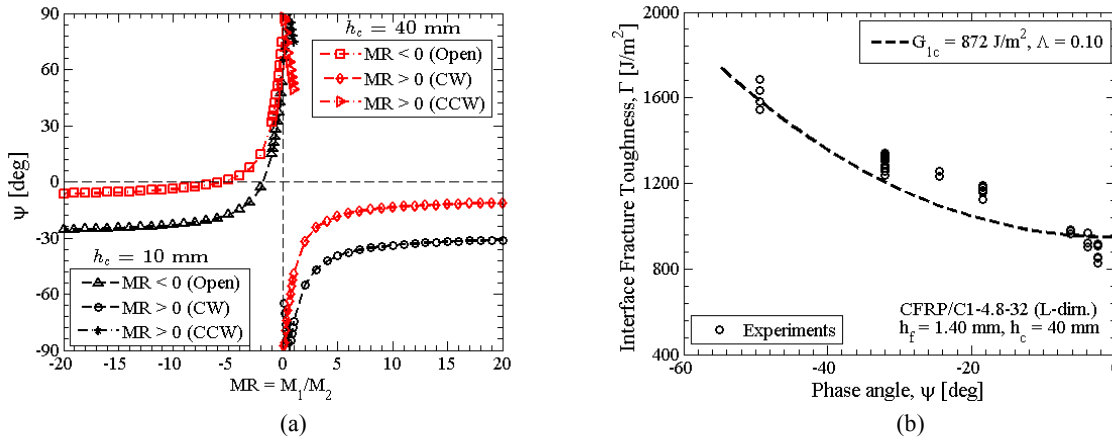 h_c = 40 mm
MR < 0 (Open)
MR > 0 (CW)
MR > 0 (CCW)
h_c = 10 mm
MR < 0 (Open)
MR > 0 (CW)
MR > 0 (CCW)
90
60
30
0
-30
-60
-90
ψ [deg]
-20 -15 -10 -5 0 5 10 15 20
MR = M_1/M_2
(a)
2000
1600
1200
800
400
Interface Fracture Toughness, Γ [J/m²]
G_1c = 872 J/m², Λ = 0.10
Experiments
CFRP/C1-4.8-32 (L-dirn.)
h_f = 1.40 mm, h_c = 40 mm
-60 -40 -20 0
Phase angle, ψ [deg]
(b)